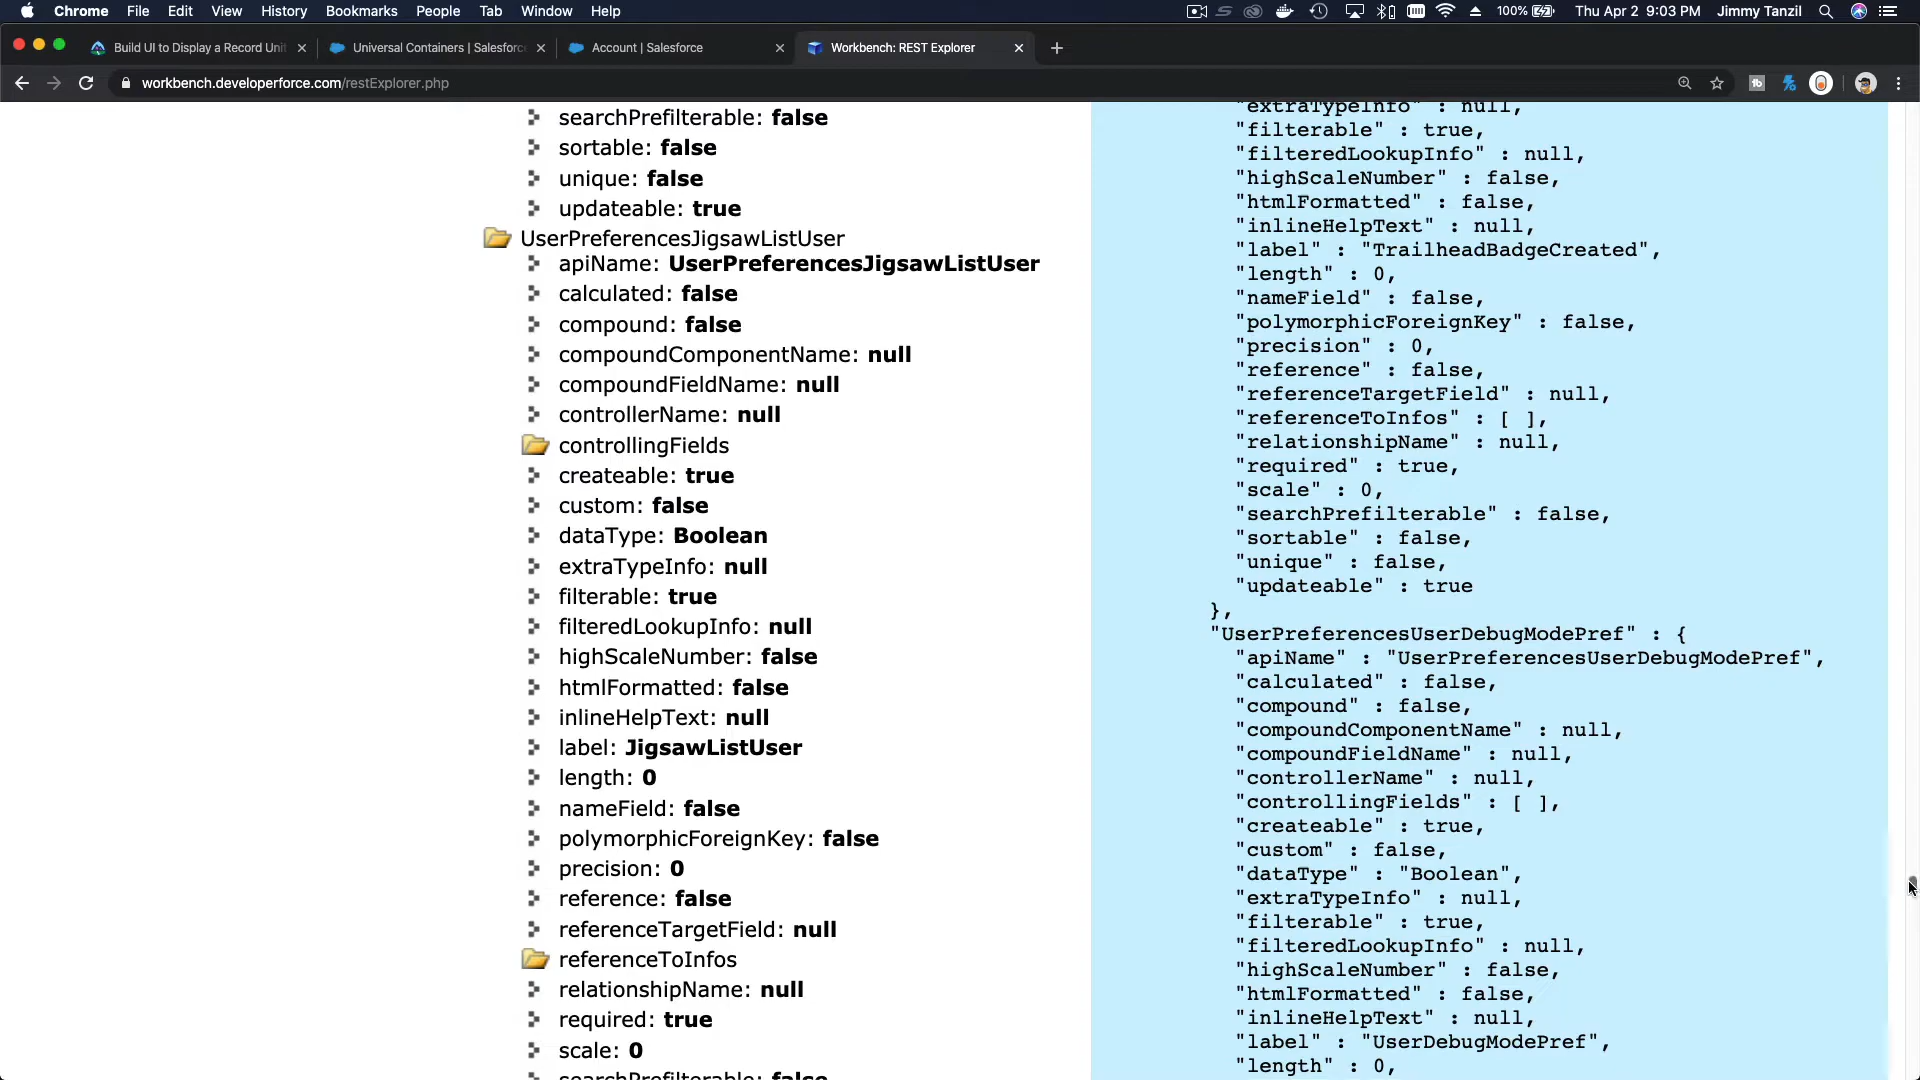 Chrome File Edit View History Bookmarks People Tab Window Help 100% Thu Apr 2 9:03 PM Jimmy Tanzil
Build UI to Display a Record Unit Universal Containers | Salesforce Account | Salesforce Workbench: REST Explorer
workbench.developerforce.com/restExplorer.php
searchPrefilterable: false
sortable: false
unique: false
updateable: true
UserPreferencesJigsawListUser
apiName: UserPreferencesJigsawListUser
calculated: false
compound: false
compoundComponentName: null
compoundFieldName: null
controllerName: null
controllingFields
createable: true
custom: false
dataType: Boolean
extraTypeInfo: null
filterable: true
filteredLookupInfo: null
highScaleNumber: false
htmlFormatted: false
inlineHelpText: null
label: JigsawListUser
length: 0
nameField: false
polymorphicForeignKey: false
precision: 0
reference: false
referenceTargetField: null
referenceToInfos
relationshipName: null
required: true
scale: 0
searchPrefilterable: false
"extraTypeInfo" : null,
"filterable" : true,
"filteredLookupInfo" : null,
"highScaleNumber" : false,
"htmlFormatted" : false,
"inlineHelpText" : null,
"label" : "TrailheadBadgeCreated",
"length" : 0,
"nameField" : false,
"polymorphicForeignKey" : false,
"precision" : 0,
"reference" : false,
"referenceTargetField" : null,
"referenceToInfos" : [ ],
"relationshipName" : null,
"required" : true,
"scale" : 0,
"searchPrefilterable" : false,
"sortable" : false,
"unique" : false,
"updateable" : true
},
"UserPreferencesUserDebugModePref" : {
"apiName" : "UserPreferencesUserDebugModePref",
"calculated" : false,
"compound" : false,
"compoundComponentName" : null,
"compoundFieldName" : null,
"controllerName" : null,
"controllingFields" : [ ],
"createable" : true,
"custom" : false,
"dataType" : "Boolean",
"extraTypeInfo" : null,
"filterable" : true,
"filteredLookupInfo" : null,
"highScaleNumber" : false,
"htmlFormatted" : false,
"inlineHelpText" : null,
"label" : "UserDebugModePref",
"length" : 0,